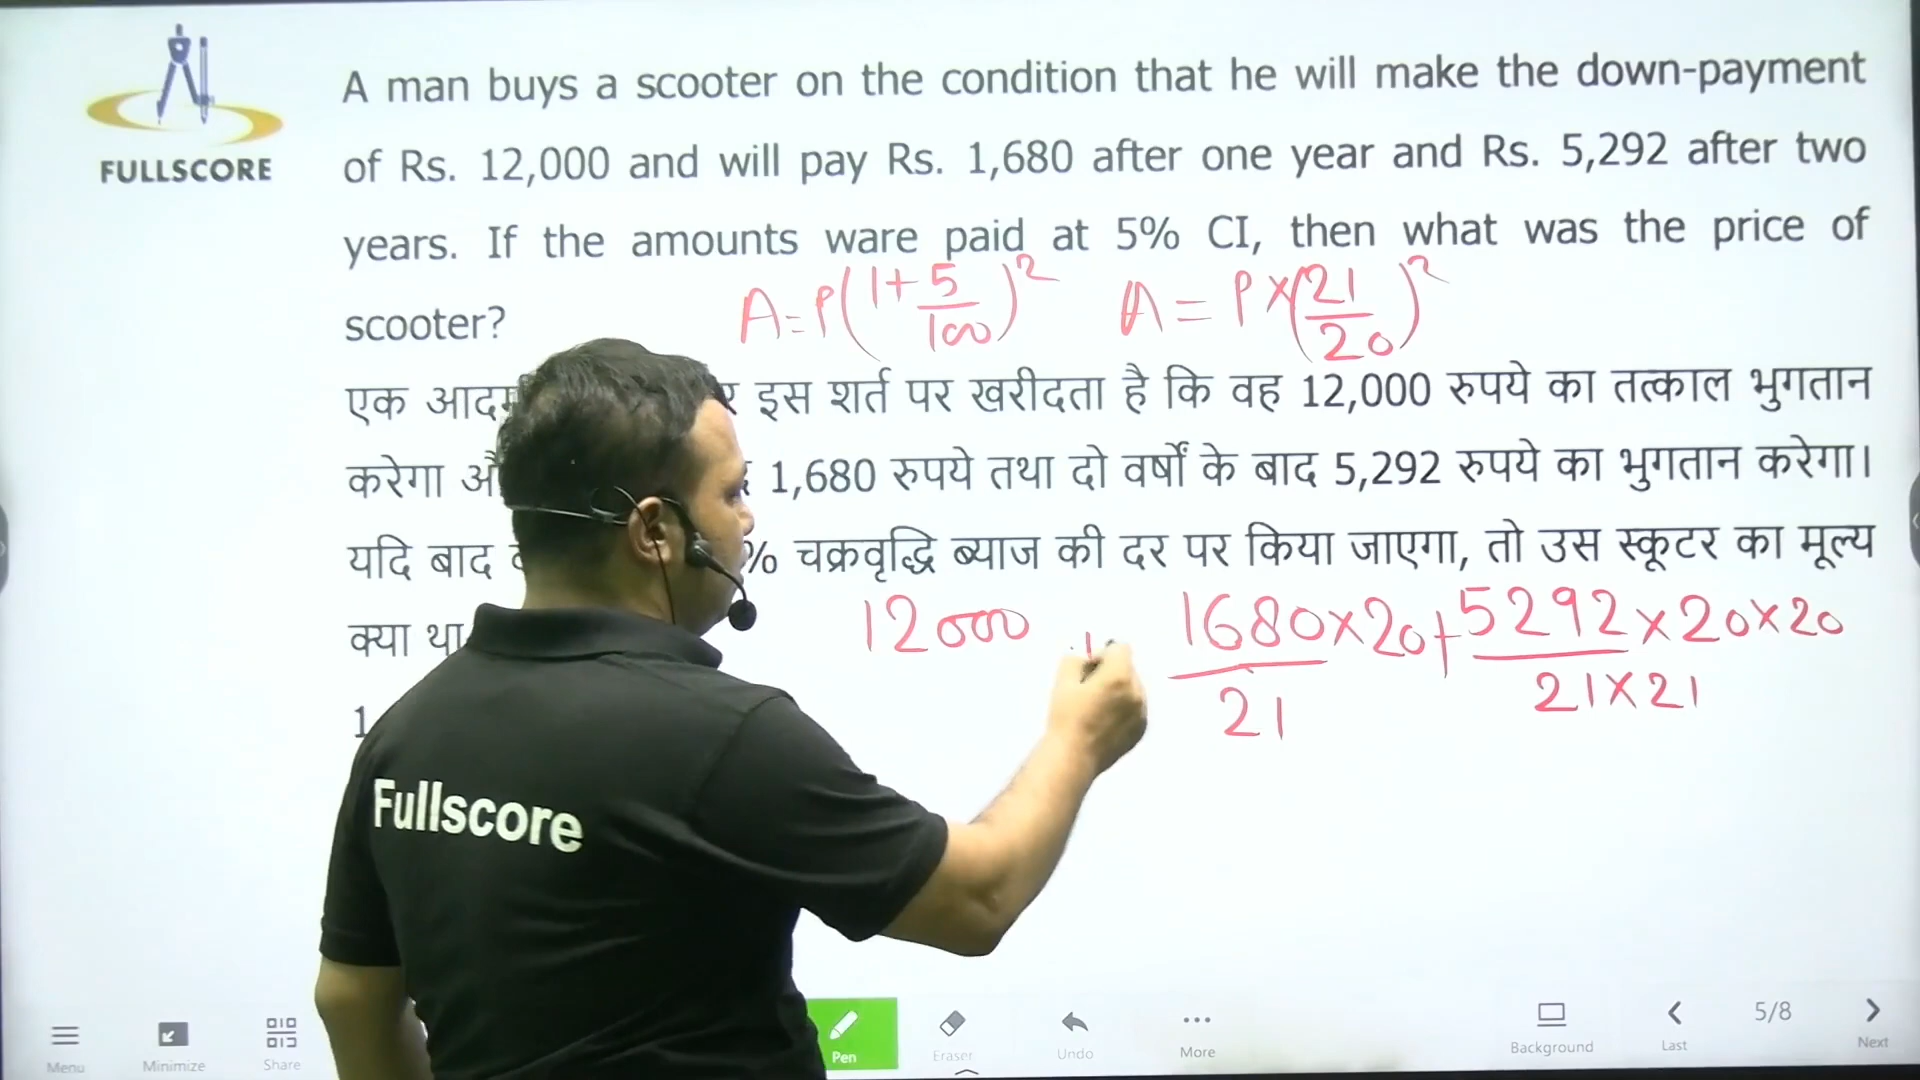 FULLSCORE
A man buys a scooter on the condition that he will make the down-payment
of Rs. 12,000 and will pay Rs. 1,680 after one year and Rs. 5,292 after two
years. If the amounts ware paid at 5% CI, then what was the price of
scooter?
A=P(1+5/100)² A=P×(21/20)²
एक इस शर्त पर खरीदता है कि वह 12,000 रुपये का तत्काल भुगतान
करेगा 1,680 रुपये तथा दो वर्षों के बाद 5,292 रुपये का भुगतान करेगा।
यदि बाद % चक्रवृद्धि ब्याज की दर पर किया जाएगा, तो उस स्कूटर का मूल्य
क्या था
12000 + 1680×20/21+5292×20×20/21×21
1
Fullscore
Menu Minimize Share Pen Eraser Undo More Background Last 5/8 Next